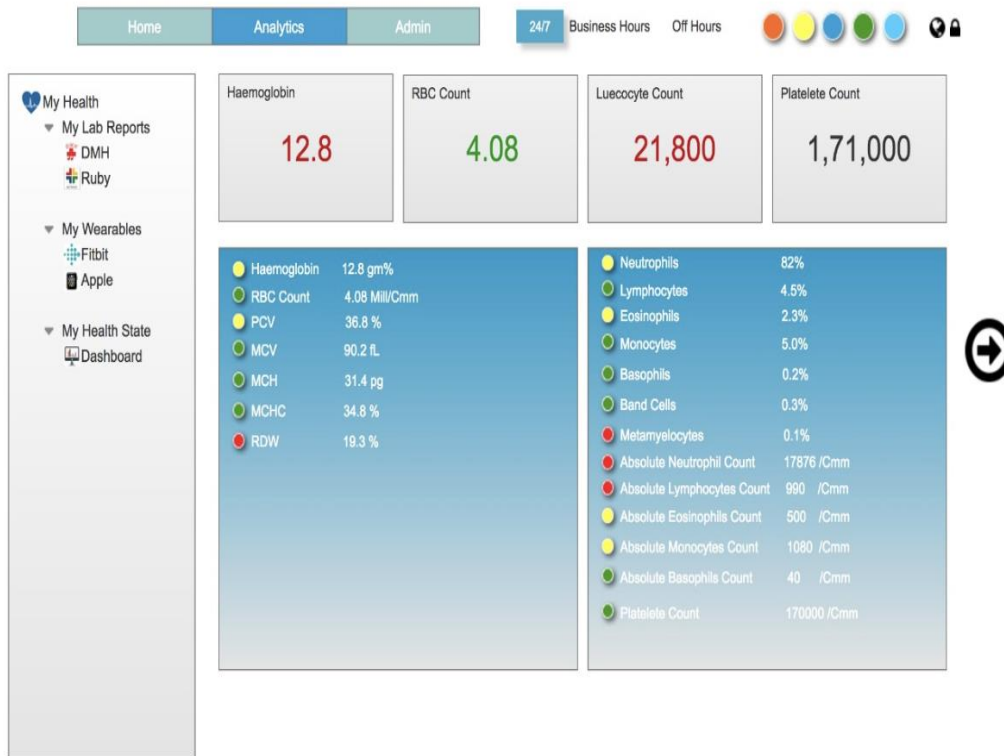 Home Analytics Admin 24/7 Business Hours Off Hours
My Health
My Lab Reports
DMH
Ruby
My Wearables
Fitbit
Apple
My Health State
Dashboard
Haemoglobin
12.8
RBC Count
4.08
Luecocyte Count
21,800
Platelete Count
1,71,000
Haemoglobin 12.8 gm%
RBC Count 4.08 Mill/Cmm
PCV 36.8 %
MCV 90.2 fL
MCH 31.4 pg
MCHC 34.8 %
RDW 19.3 %
Neutrophils 82%
Lymphocytes 4.5%
Eosinophils 2.3%
Monocytes 5.0%
Basophils 0.2%
Band Cells 0.3%
Metamyelocytes 0.1%
Absolute Neutrophil Count 17876 /Cmm
Absolute Lymphocytes Count 990 /Cmm
Absolute Eosinophils Count 500 /Cmm
Absolute Monocytes Count 1080 /Cmm
Absolute Basophils Count 40 /Cmm
Platelete Count 170000 /Cmm